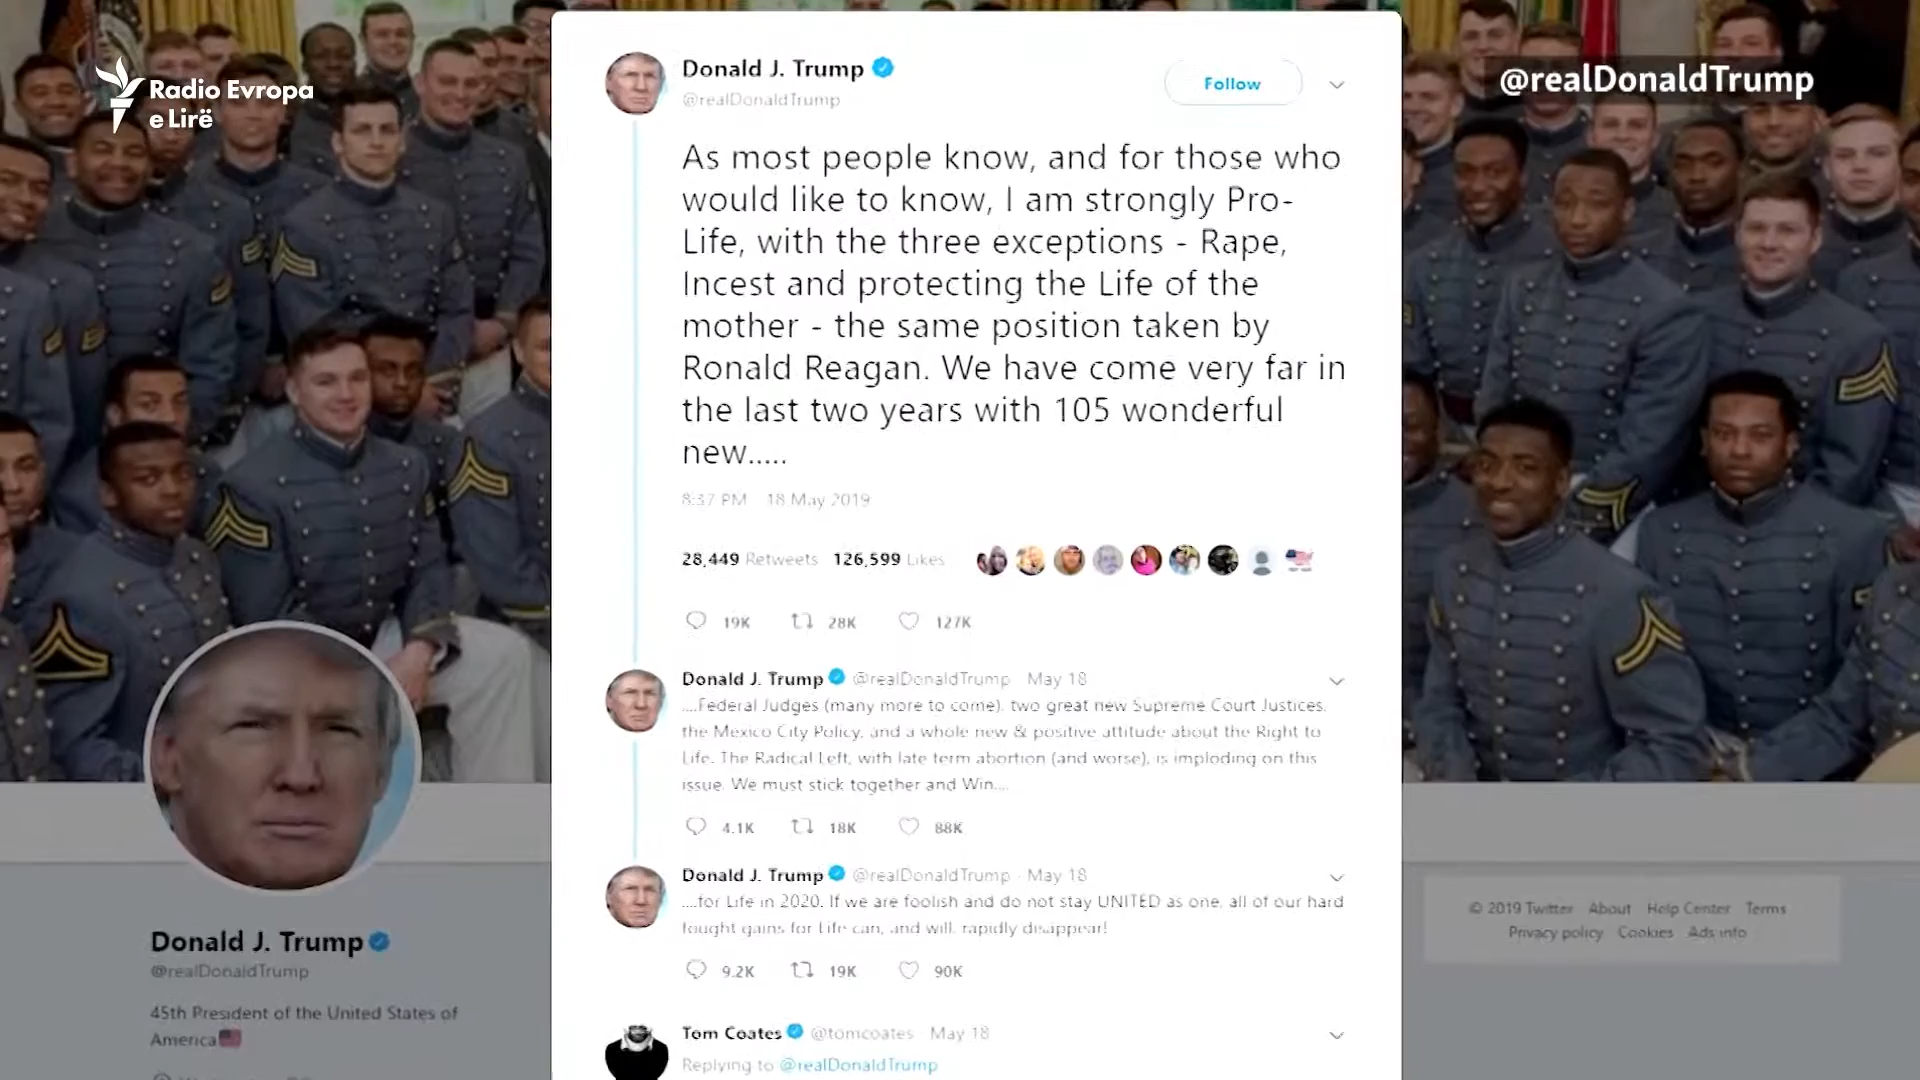 Radio Evropa
e Lirë
@realDonaldTrump
Donald J. Trump
@realDonaldTrump
Follow
As most people know, and for those who
would like to know, I am strongly Pro-
Life, with the three exceptions - Rape,
Incest and protecting the Life of the
mother - the same position taken by
Ronald Reagan. We have come very far in
the last two years with 105 wonderful
new.....
8:37 PM 18 May 2019
28,449 Retweets 126,599 Likes
19K 28K 127K
Donald J. Trump @realDonaldTrump · May 18
....Federal Judges (many more to come), two great new Supreme Court Justices,
the Mexico City Policy, and a whole new & positive attitude about the Right to
Life. The Radical Left, with late term abortion (and worse), is imploding on this
issue. We must stick together and Win....
4.1K 18K 88K
Donald J. Trump @realDonaldTrump · May 18
....for Life in 2020. If we are foolish and do not stay UNITED as one, all of our hard
fought gains for Life can, and will, rapidly disappear!
9.2K 19K 90K
Tom Coates @tomcoates May 18
Replying to @realDonaldTrump
Donald J. Trump
@realDonaldTrump
45th President of the United States of
America
© 2019 Twitter About Help Center Terms
Privacy policy Cookies Ads info